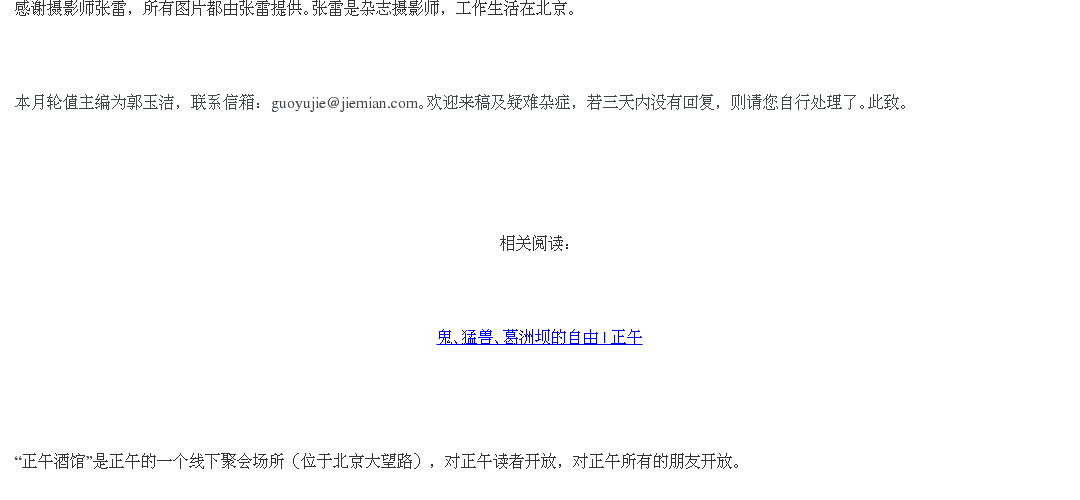 感谢摄影师张雷，所有图片都由张雷提供。张雷是杂志摄影师，工作生活在北京。
本月轮值主编为郭玉洁，联系信箱：guoyujie@jiemian.com。欢迎来稿及疑难杂症，若三天内没有回复，则请您自行处理了。此致。
相关阅读：
鬼、猛兽、葛洲坝的自由 | 正午
“正午酒馆”是正午的一个线下聚会场所（位于北京大望路），对正午读者开放，对正午所有的朋友开放。